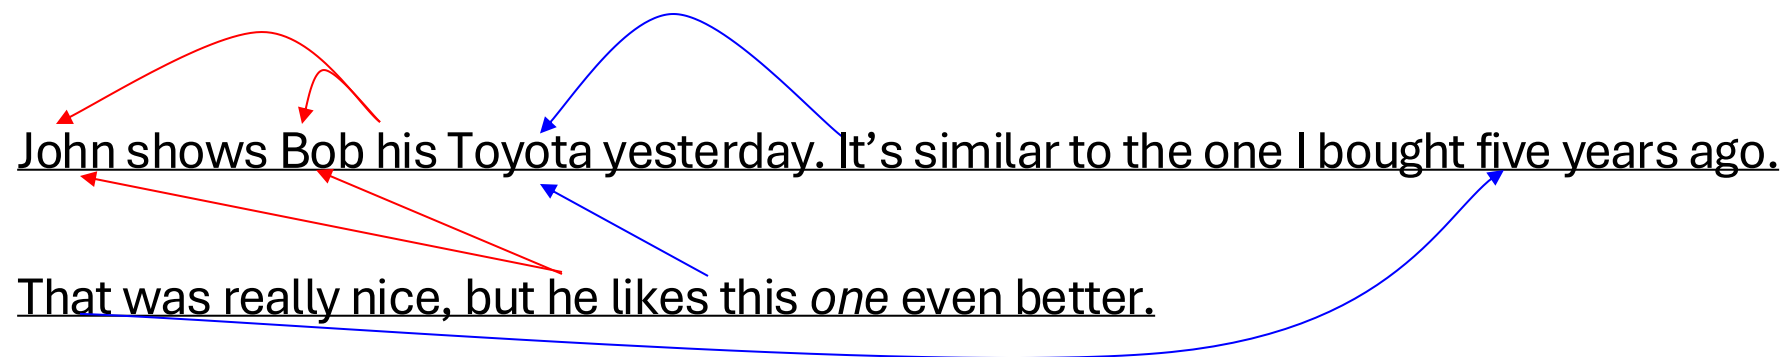 John shows Bob his Toyota yesterday. It’s similar to the one I bought five years ago.
That was really nice, but he likes this one even better.